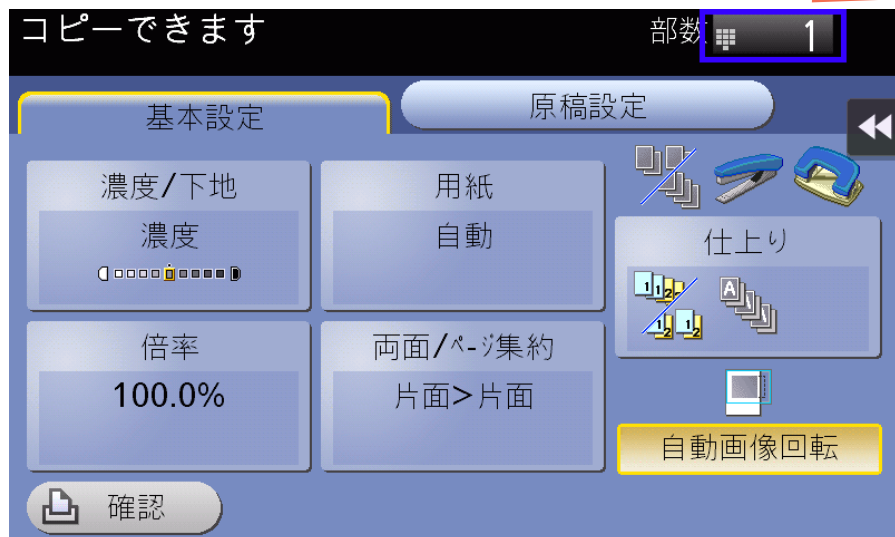 コピーできます
部数 1
基本設定
原稿設定
濃度/下地
濃度
用紙
自動
仕上り
倍率
100.0%
両面/ページ集約
片面>片面
自動画像回転
確認